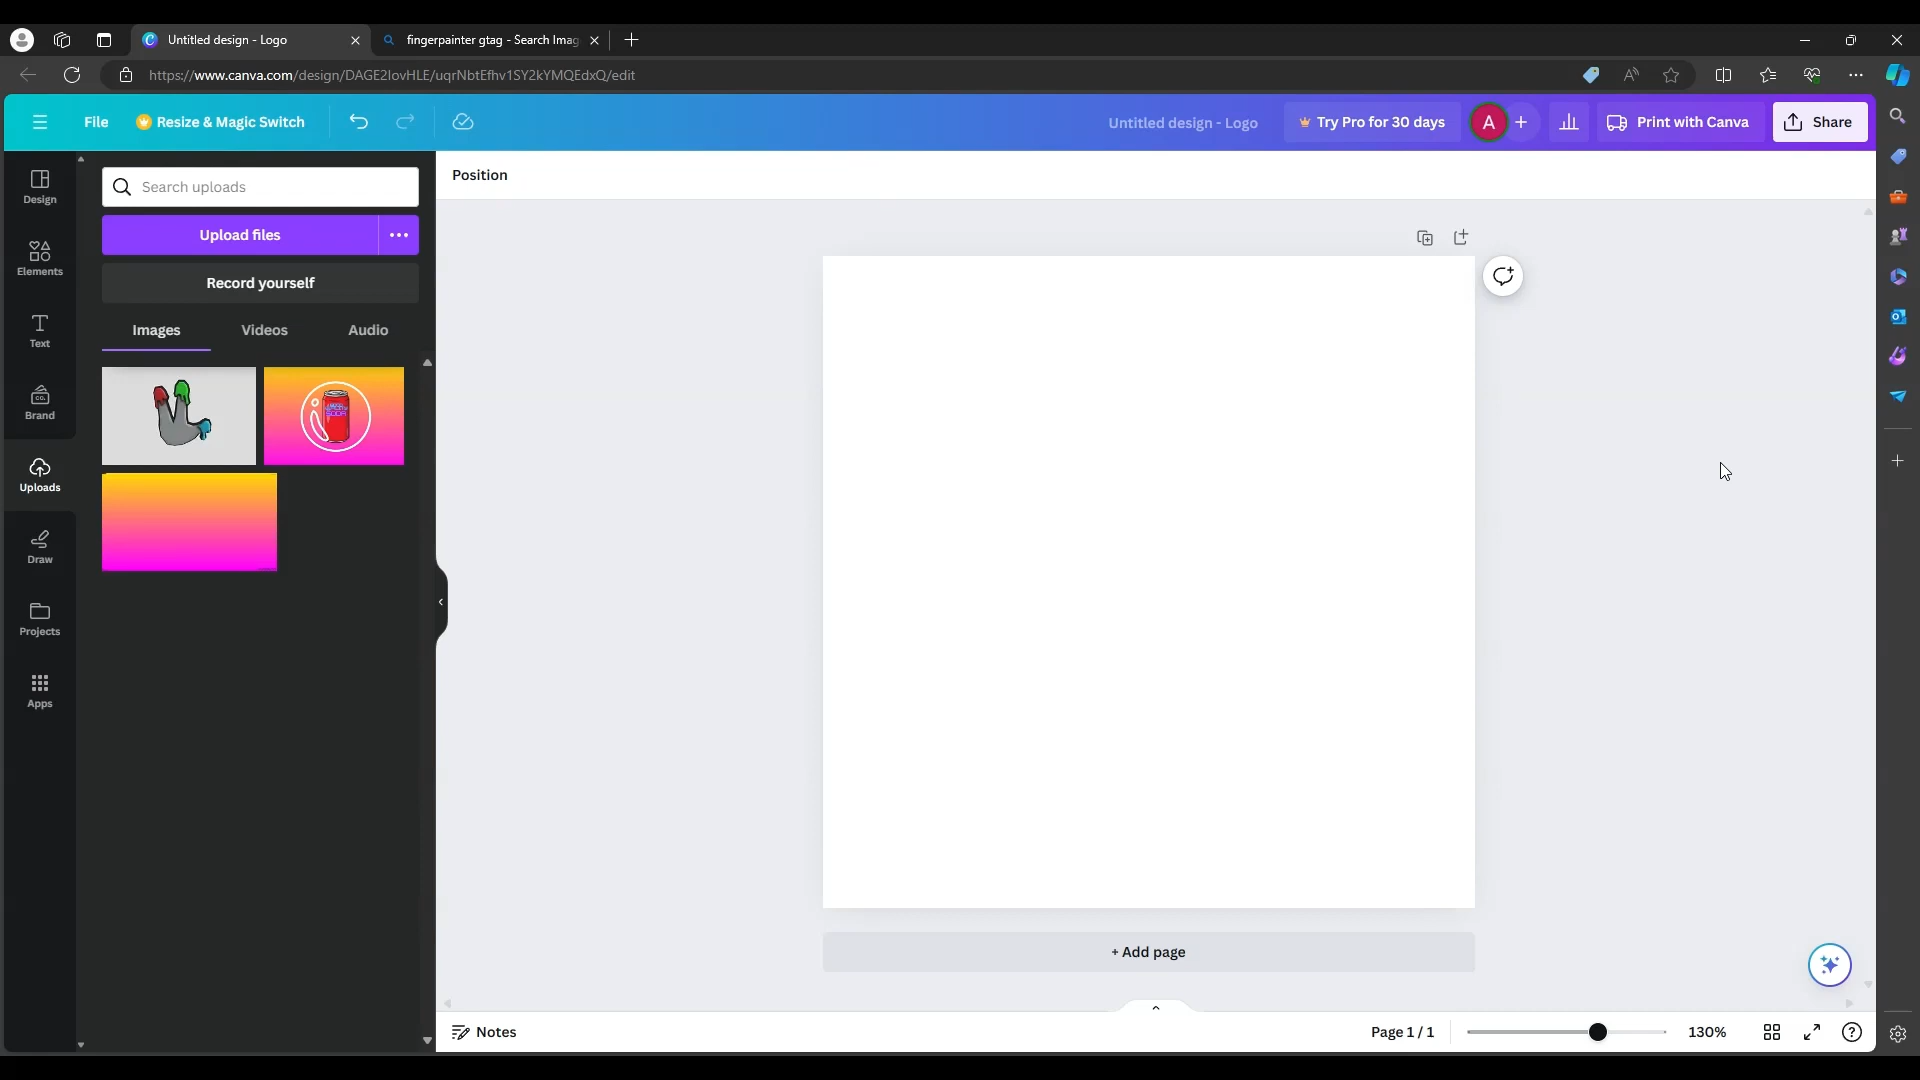 Untitled design - Logo
fingerpainter gtag - Search Imag
https://www.canva.com/design/DAGE2lovHLE/uqrNbtEfhv1SY2kYMQEdxQ/edit
File
Resize & Magic Switch
Untitled design - Logo
Try Pro for 30 days
A
Print with Canva
Share
Design
Elements
Text
Brand
Uploads
Draw
Projects
Apps
Search uploads
Upload files
Record yourself
Images
Videos
Audio
SODA
Position
+ Add page
Notes
Page 1 / 1
130%